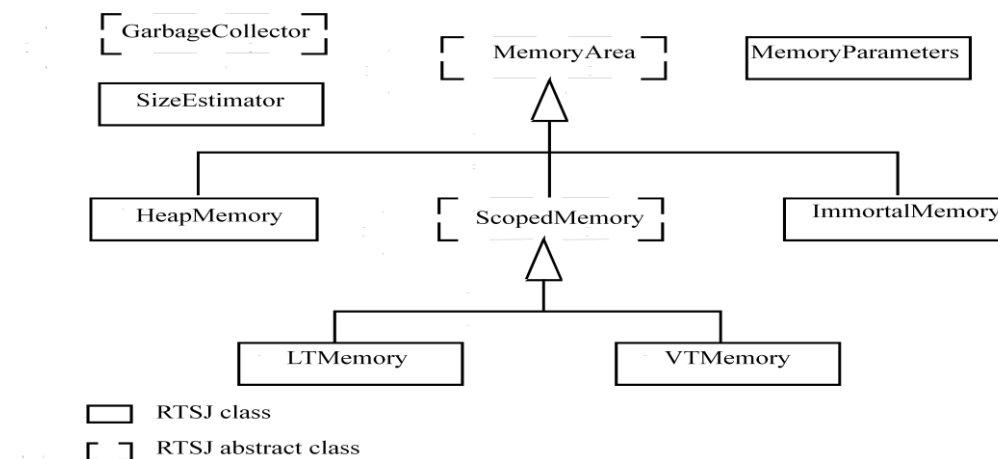 GarbageCollector
MemoryArea
MemoryParameters
SizeEstimator
HeapMemory
ScopedMemory
ImmortalMemory
LTMemory
VTMemory
RTSJ class
RTSJ abstract class